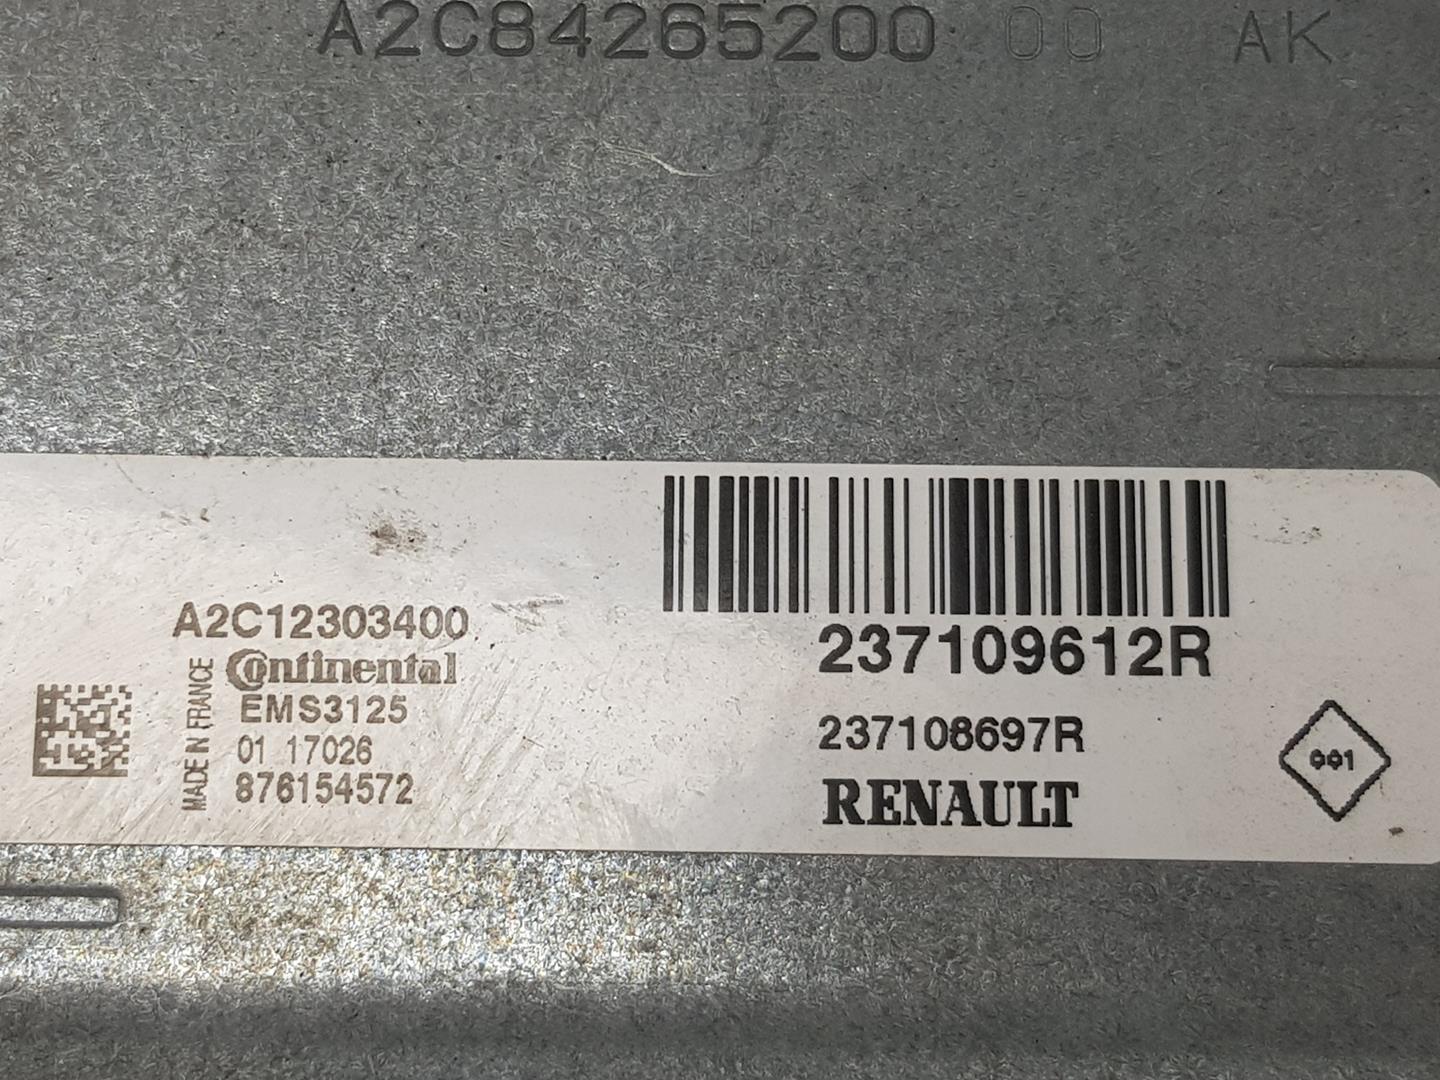 A2C84265200 00 AK
A2C12303400
Continental
EMS3125
01 17026
876154572
MADE IN FRANCE
237109612R
237108697R
RENAULT
001